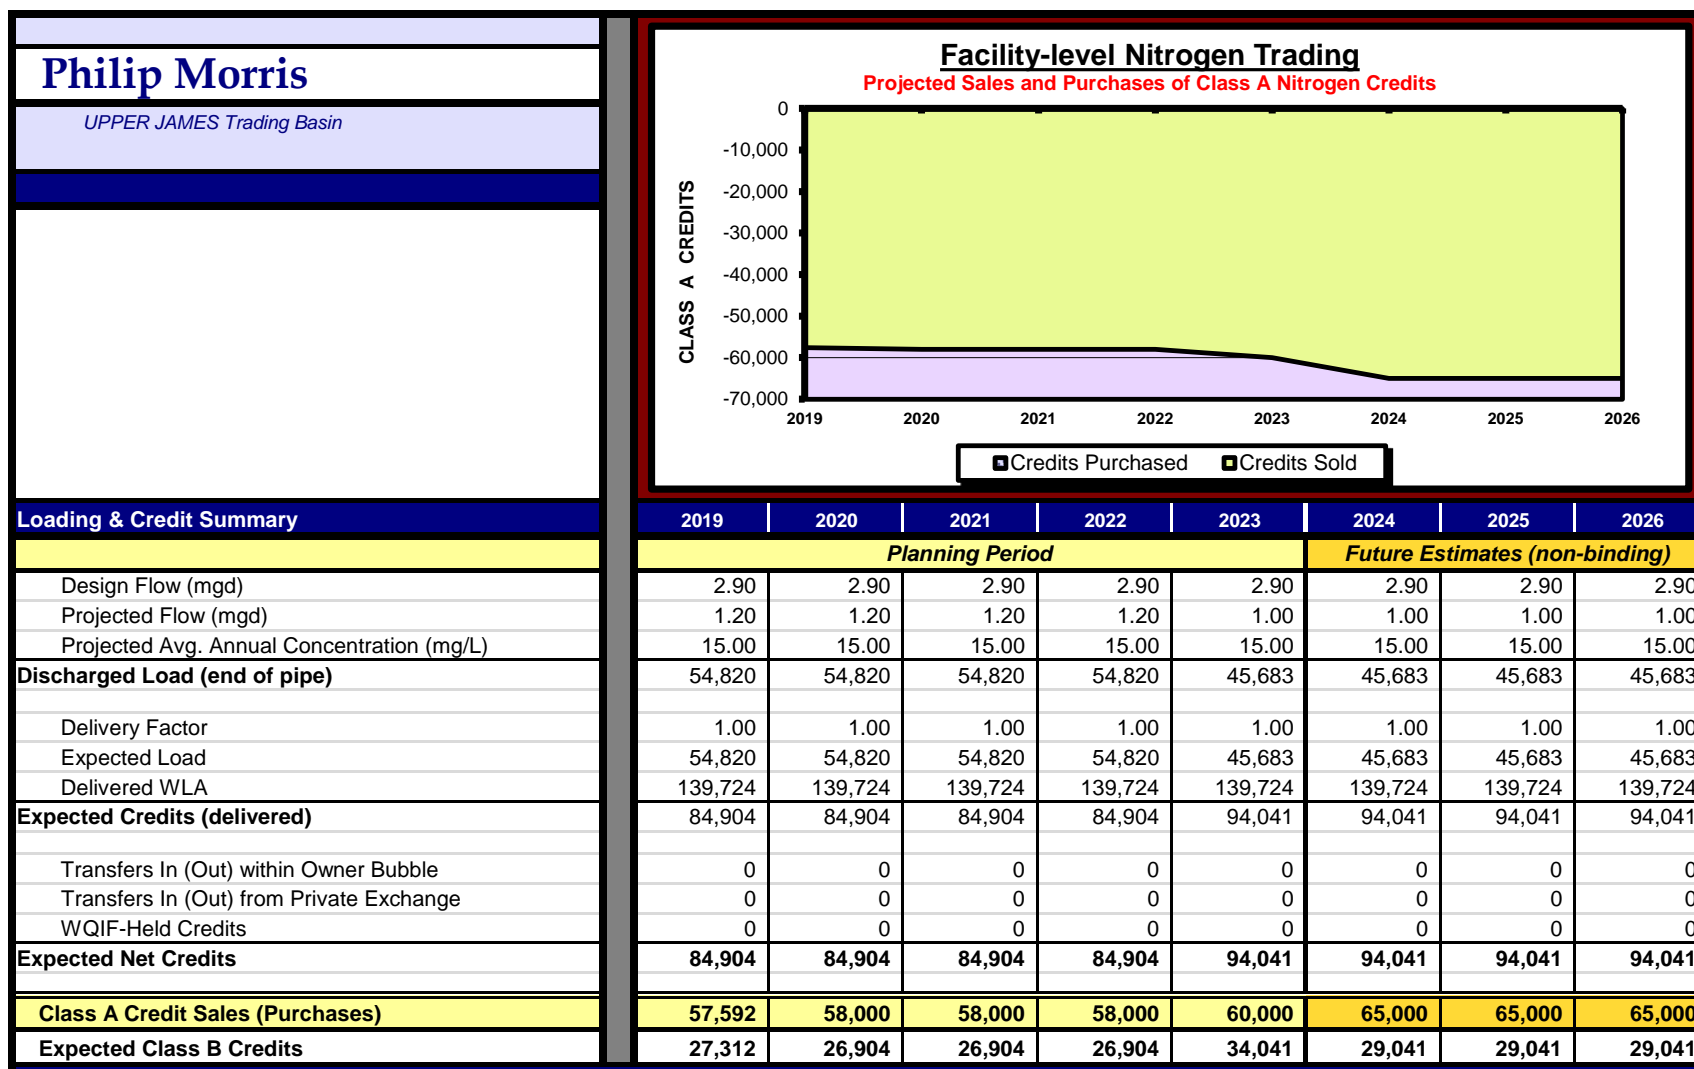 Philip Morris
UPPER JAMES Trading Basin
Facility-level Nitrogen Trading
Projected Sales and Purchases of Class A Nitrogen Credits
CLASS A CREDITS
0
-10,000
-20,000
-30,000
-40,000
-50,000
-60,000
-70,000
2019 2020 2021 2022 2023 2024 2025 2026
Credits Purchased Credits Sold
Loading & Credit Summary 2019 2020 2021 2022 2023 2024 2025 2026
Planning Period Future Estimates (non-binding)
Design Flow (mgd) 2.90 2.90 2.90 2.90 2.90 2.90 2.90 2.90
Projected Flow (mgd) 1.20 1.20 1.20 1.20 1.00 1.00 1.00 1.00
Projected Avg. Annual Concentration (mg/L) 15.00 15.00 15.00 15.00 15.00 15.00 15.00 15.00
Discharged Load (end of pipe) 54,820 54,820 54,820 54,820 45,683 45,683 45,683 45,683
Delivery Factor 1.00 1.00 1.00 1.00 1.00 1.00 1.00 1.00
Expected Load 54,820 54,820 54,820 54,820 45,683 45,683 45,683 45,683
Delivered WLA 139,724 139,724 139,724 139,724 139,724 139,724 139,724 139,724
Expected Credits (delivered) 84,904 84,904 84,904 84,904 94,041 94,041 94,041 94,041
Transfers In (Out) within Owner Bubble 0 0 0 0 0 0 0 0
Transfers In (Out) from Private Exchange 0 0 0 0 0 0 0 0
WQIF-Held Credits 0 0 0 0 0 0 0 0
Expected Net Credits 84,904 84,904 84,904 84,904 94,041 94,041 94,041 94,041
Class A Credit Sales (Purchases) 57,592 58,000 58,000 58,000 60,000 65,000 65,000 65,000
Expected Class B Credits 27,312 26,904 26,904 26,904 34,041 29,041 29,041 29,041